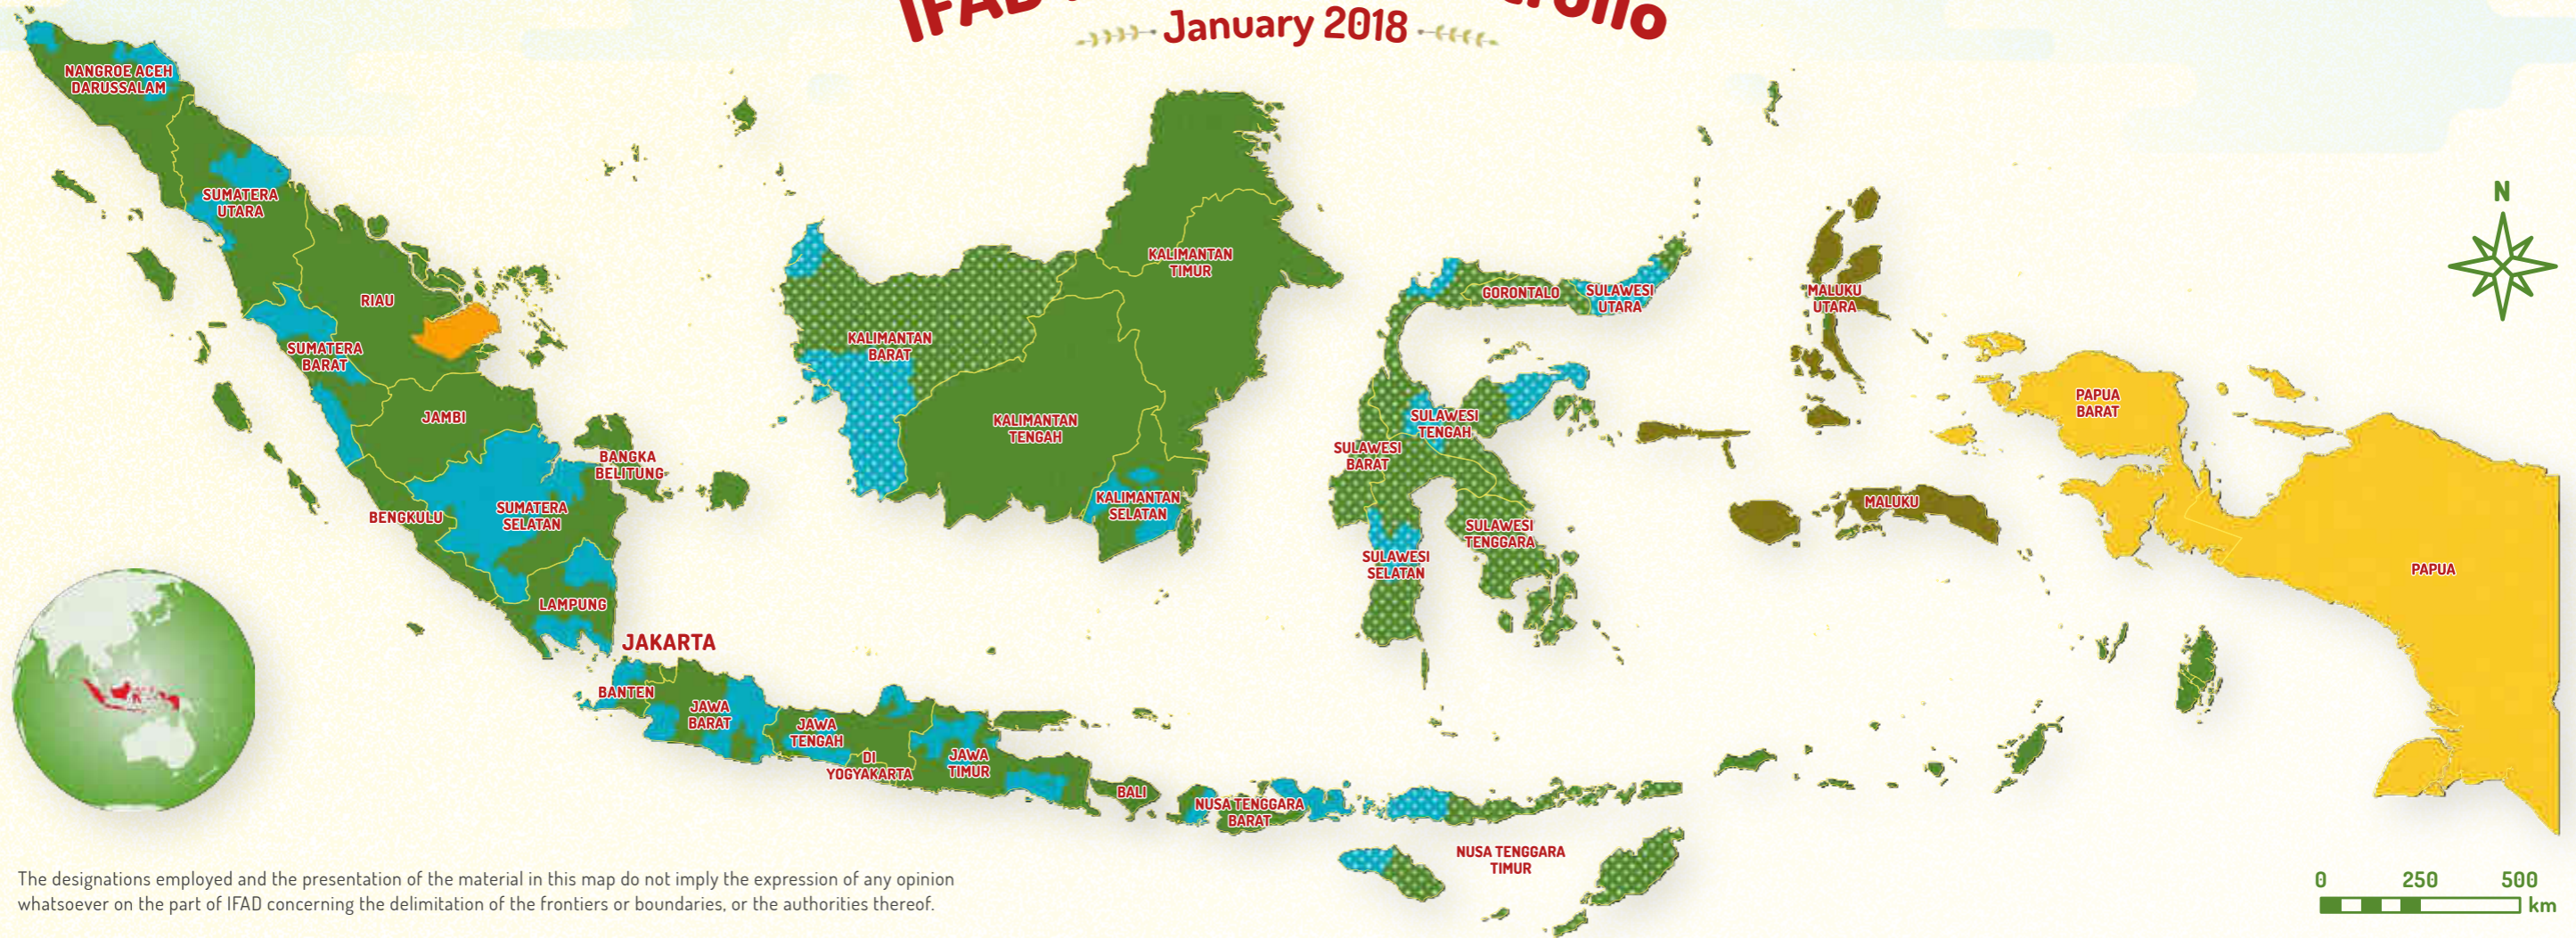 IFAD
January 2018
N
NANGROE ACEH
DARUSSALAM
SUMATERA
UTARA
RIAU
SUMATERA
BARAT
JAMBI
BANGKA
BELITUNG
SUMATERA
SELATAN
BENGKULU
LAMPUNG
JAKARTA
BANTEN
JAWA
BARAT
JAWA
TENGAH
DI
YOGYAKARTA
JAWA
TIMUR
BALI
NUSA TENGGARA
BARAT
NUSA TENGGARA
TIMUR
KALIMANTAN
BARAT
KALIMANTAN
TENGAH
KALIMANTAN
TIMUR
KALIMANTAN
SELATAN
GORONTALO
SULAWESI
UTARA
SULAWESI
TENGAH
SULAWESI
BARAT
SULAWESI
TENGGARA
SULAWESI
SELATAN
MALUKU
UTARA
MALUKU
PAPUA
BARAT
PAPUA
The designations employed and the presentation of the material in this map do not imply the expression of any opinion
whatsoever on the part of IFAD concerning the delimitation of the frontiers or boundaries, or the authorities thereof.
0 250 500
km